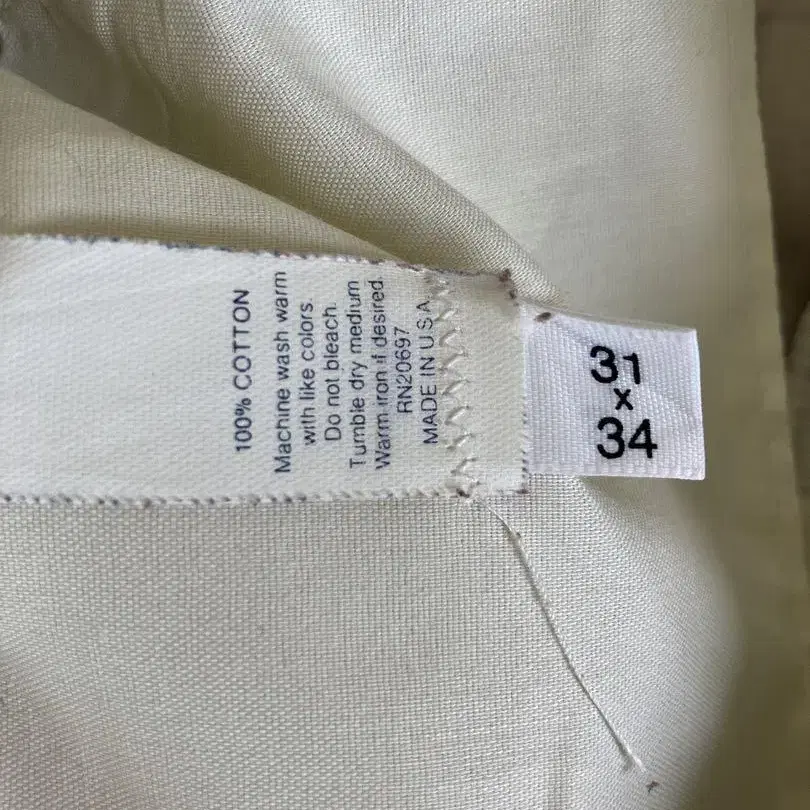 100% COTTON
Machine wash warm
with like colors.
Do not bleach.
Tumble dry medium
Warm iron if desired.
RN20697
MADE IN U.S.A.
31
x
34